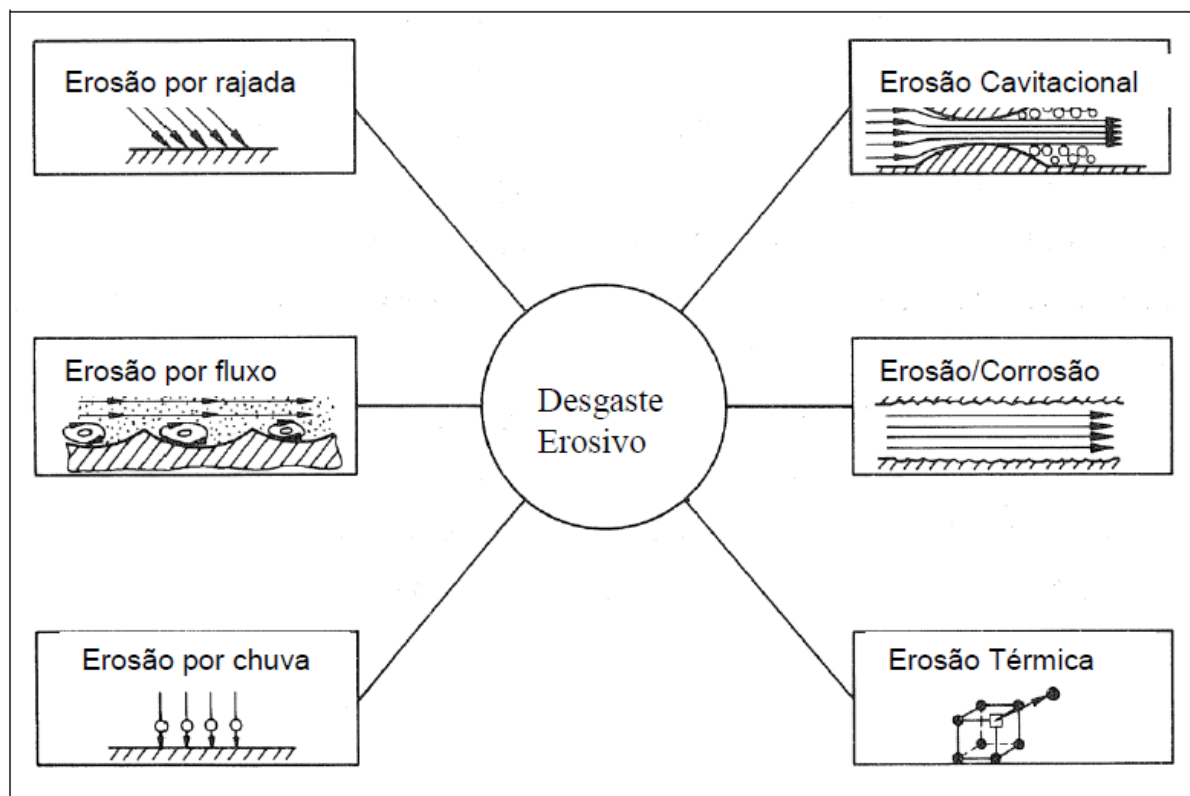 Erosão por rajada
Erosão Cavitacional
Erosão por fluxo
Erosão/Corrosão
Desgaste
Erosivo
Erosão por chuva
Erosão Térmica